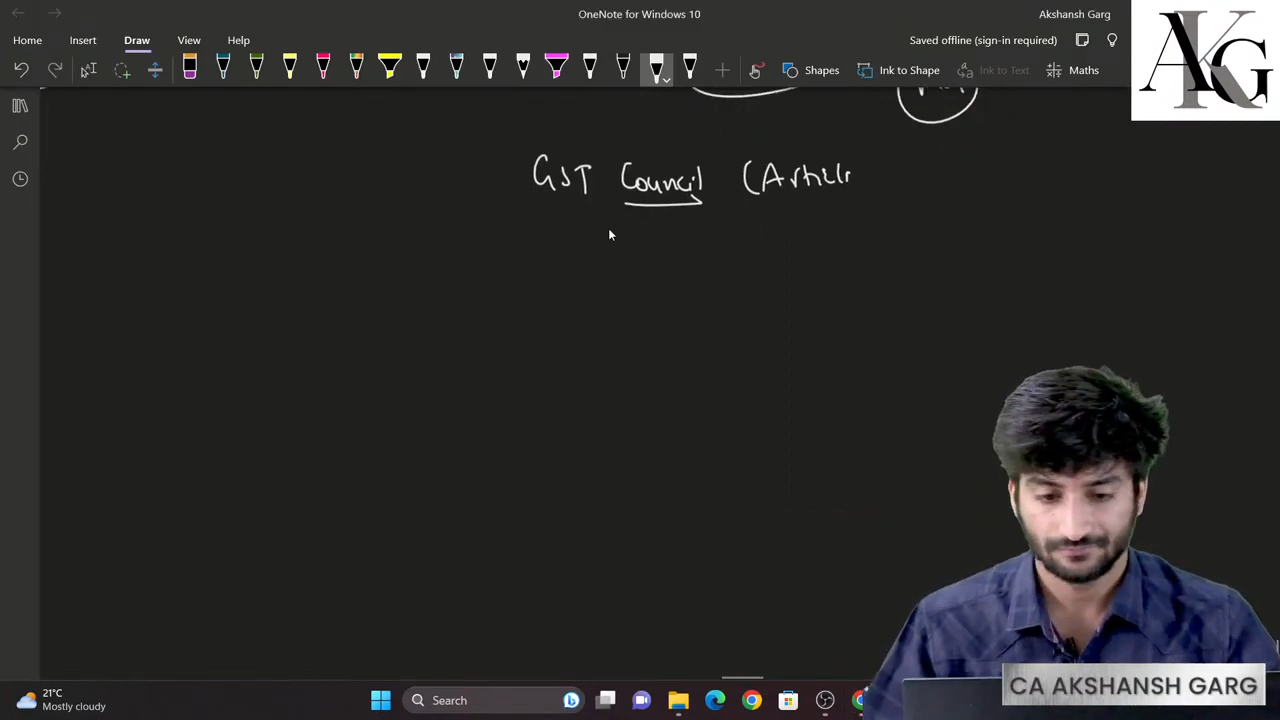 OneNote for Windows 10
Akshansh Garg
Home Insert Draw View Help
Saved offline (sign-in required)
Shapes
Ink to Shape
Ink to Text
Maths
AKG
GST Council (Article
CA AKSHANSH GARG
21°C
Mostly cloudy
Search